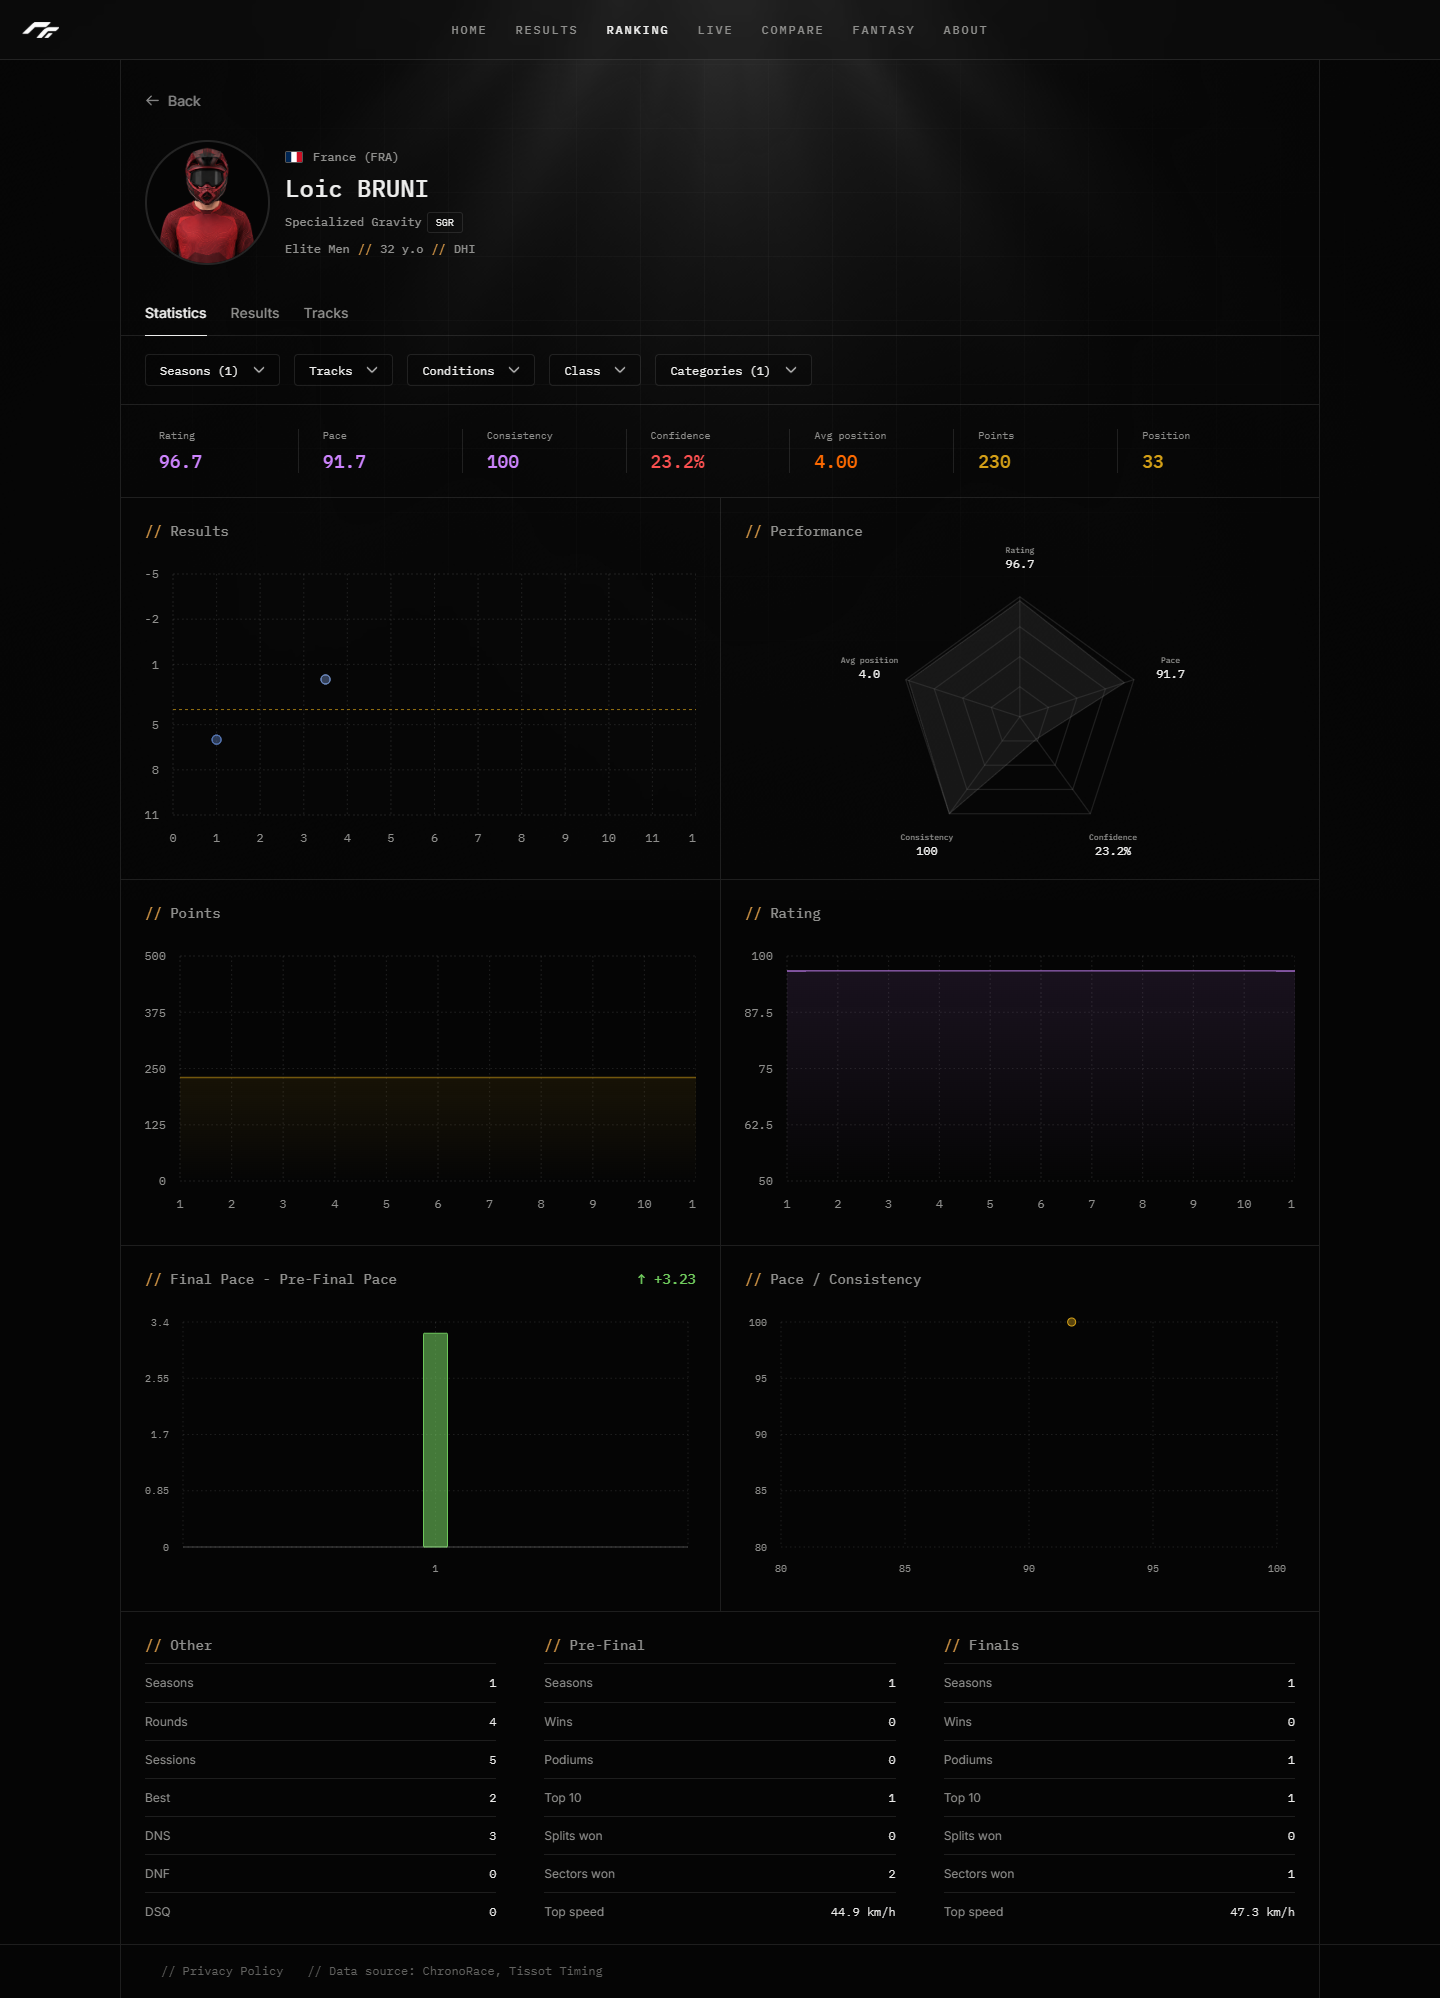 HOME RESULTS RANKING LIVE COMPARE FANTASY ABOUT
← Back
France (FRA)
Loic BRUNI
Specialized Gravity SGR
Elite Men // 32 y.o // DHI
Statistics Results Tracks
Seasons (1) Tracks Conditions Class Categories (1)
Rating Pace Consistency Confidence Avg position Points Position
96.7 91.7 100 23.2% 4.00 230 33
// Results
-5
-2
1
5
8
11
0 1 2 3 4 5 6 7 8 9 10 11 1
// Performance
Rating
96.7
Avg position
4.0
Pace
91.7
Consistency
100
Confidence
23.2%
// Points
500
375
250
125
0
1 2 3 4 5 6 7 8 9 10 1
// Rating
100
87.5
75
62.5
50
1 2 3 4 5 6 7 8 9 10 1
// Final Pace - Pre-Final Pace ↑ +3.23
3.4
2.55
1.7
0.85
0
1
// Pace / Consistency
100
95
90
85
80
80 85 90 95 100
// Other
Seasons 1
Rounds 4
Sessions 5
Best 2
DNS 3
DNF 0
DSQ 0
// Pre-Final
Seasons 1
Wins 0
Podiums 0
Top 10 1
Splits won 0
Sectors won 2
Top speed 44.9 km/h
// Finals
Seasons 1
Wins 0
Podiums 1
Top 10 1
Splits won 0
Sectors won 1
Top speed 47.3 km/h
// Privacy Policy // Data source: ChronoRace, Tissot Timing